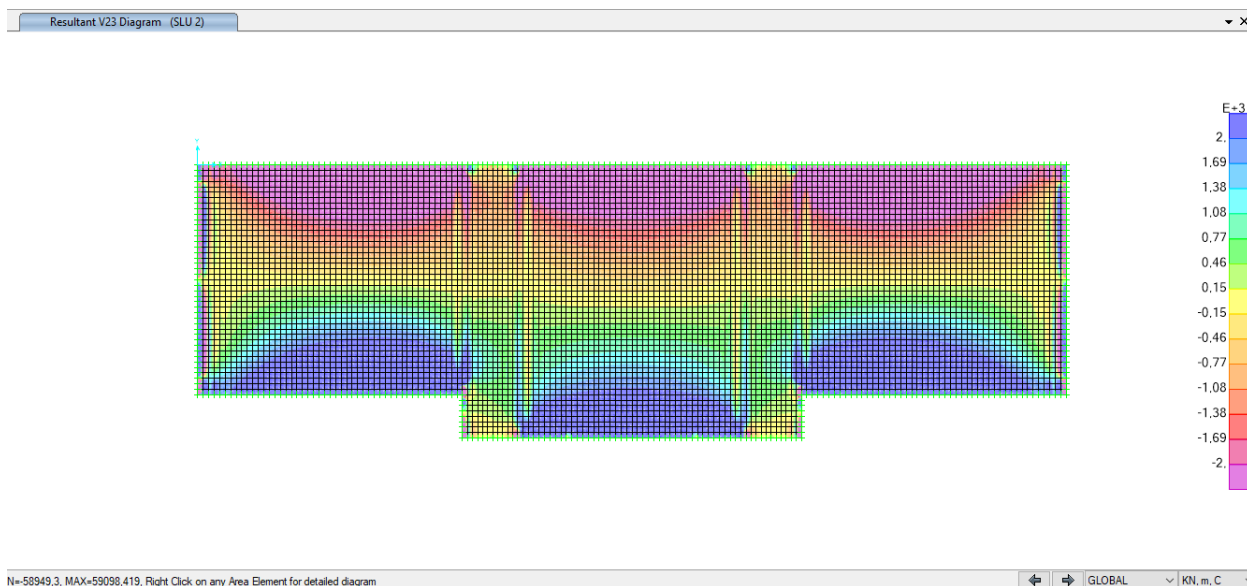 Resultant V23 Diagram   (SLU 2)
E+3
2.
1.69
1.38
1.08
0.77
0.46
0.15
-0.15
-0.46
-0.77
-1.08
-1.38
-1.69
-2.
N=-58949,3, MAX=59098,419, Right Click on any Area Element for detailed diagram
GLOBAL
KN, m, C